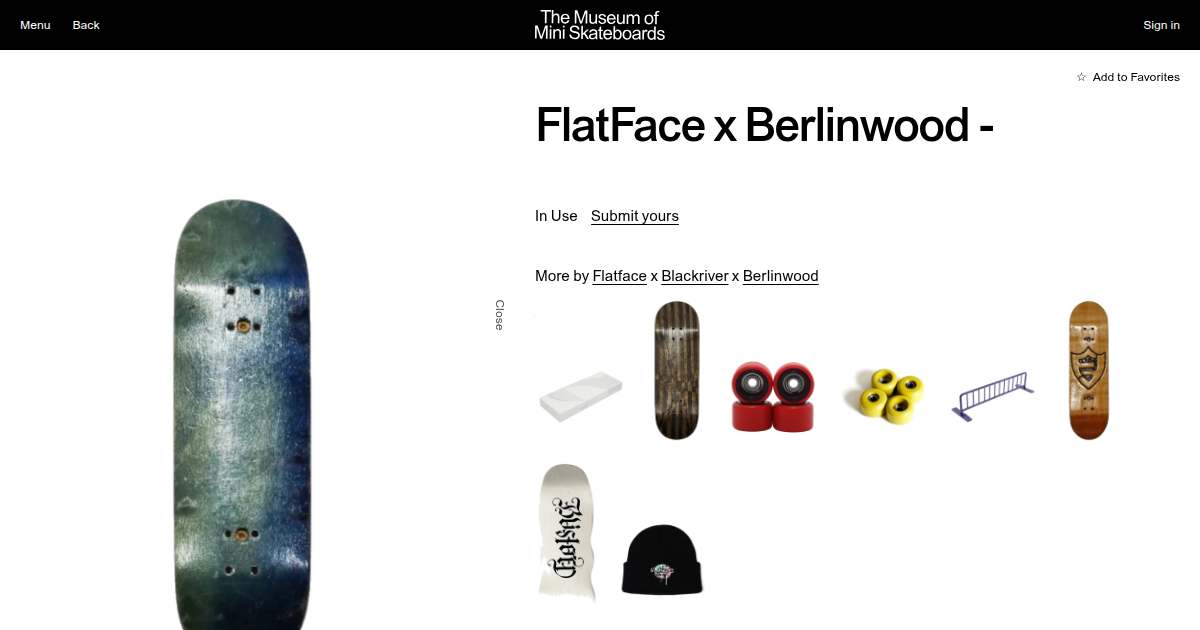 Menu
Back
The Museum of
Mini Skateboards
Sign in
☆ Add to Favorites
FlatFace x Berlinwood -
In Use Submit yours
More by Flatface x Blackriver x Berlinwood
Close